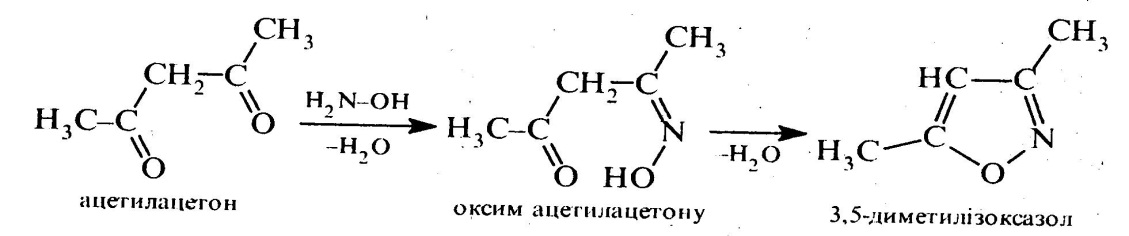 CH₃
CH₂–C
H₃C–C
O
O
H₂N–OH
–H₂O
CH₃
CH₂–C
H₃C–C
N
O HO
–H₂O
CH₃
HC C
C N
H₃C
O
ацетилацетон
оксим ацетилацетону
3,5-диметилізоксазол